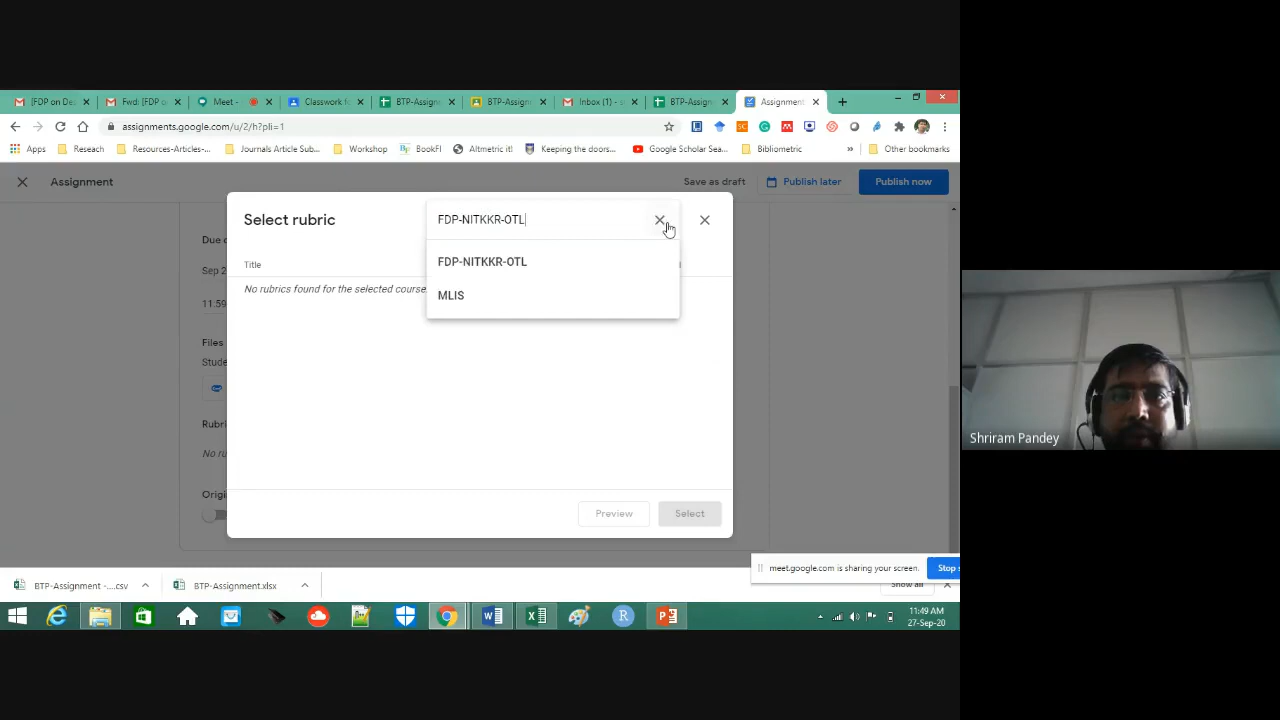 [FDP on De:
Fwd: [FDP o
Meet -
Classwork fo
BTP-Assign
BTP-Assign
Inbox (1) - s
BTP-Assign
Assignment
assignments.google.com/u/2/h?pli=1
Apps
Reseach
Resources-Articles-...
Journals Article Sub...
Workshop
BookFI
Altmetric it!
Keeping the doors...
Google Scholar Sea...
Bibliometric
»
Other bookmarks
Assignment
Save as draft
Publish later
Publish now
Select rubric
FDP-NITKKR-OTL
Due d
Title
FDP-NITKKR-OTL
Sep 2
No rubrics found for the selected course.
MLIS
11:59
Files
Stude
Rubri
No ru
Origi
Preview
Select
Shriram Pandey
meet.google.com is sharing your screen.
Stop s
BTP-Assignment -....csv
BTP-Assignment.xlsx
Show all
11:49 AM
27-Sep-20